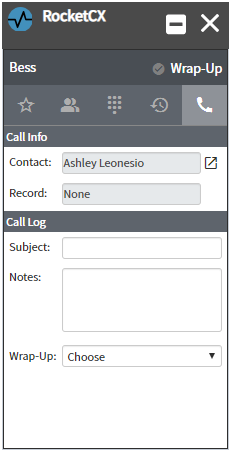 RocketCX
Bess Wrap-Up
Call Info
Contact: Ashley Leonesio
Record: None
Call Log
Subject:
Notes:
Wrap-Up: Choose